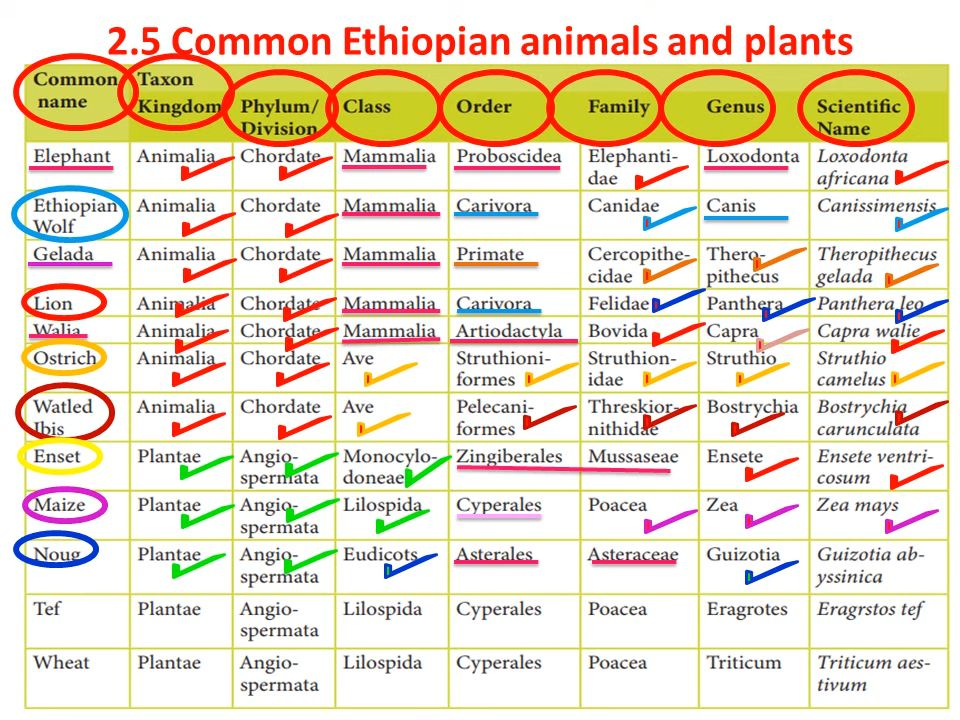 2.5 Common Ethiopian animals and plants
Common name | Taxon
Kingdom | Phylum/ Division | Class | Order | Family | Genus | Scientific Name
Elephant | Animalia | Chordate | Mammalia | Proboscidea | Elephanti-dae | Loxodonta | Loxodonta africana
Ethiopian Wolf | Animalia | Chordate | Mammalia | Carivora | Canidae | Canis | Canissimensis
Gelada | Animalia | Chordate | Mammalia | Primate | Cercopithe-cidae | Thero-pithecus | Theropithecus gelada
Lion | Animalia | Chordate | Mammalia | Carivora | Felidae | Panthera | Panthera leo
Walia | Animalia | Chordate | Mammalia | Artiodactyla | Bovida | Capra | Capra walie
Ostrich | Animalia | Chordate | Ave | Struthioni-formes | Struthion-idae | Struthio | Struthio camelus
Watled Ibis | Animalia | Chordate | Ave | Pelecani-formes | Threskior-nithidae | Bostrychia | Bostrychia carunculata
Enset | Plantae | Angio-spermata | Monocylo-doneae | Zingiberales | Mussaseae | Ensete | Ensete ventri-cosum
Maize | Plantae | Angio-spermata | Lilospida | Cyperales | Poacea | Zea | Zea mays
Noug | Plantae | Angio-spermata | Eudicots | Asterales | Asteraceae | Guizotia | Guizotia ab-yssinica
Tef | Plantae | Angio-spermata | Lilospida | Cyperales | Poacea | Eragrotes | Eragrstos tef
Wheat | Plantae | Angio-spermata | Lilospida | Cyperales | Poacea | Triticum | Triticum aes-tivum